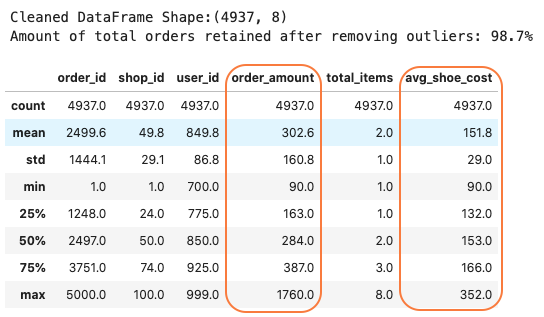 Cleaned DataFrame Shape:(4937, 8)
Amount of total orders retained after removing outliers: 98.7%
order_id shop_id user_id order_amount total_items avg_shoe_cost
count 4937.0 4937.0 4937.0 4937.0 4937.0 4937.0
mean 2499.6 49.8 849.8 302.6 2.0 151.8
std 1444.1 29.1 86.8 160.8 1.0 29.0
min 1.0 1.0 700.0 90.0 1.0 90.0
25% 1248.0 24.0 775.0 163.0 1.0 132.0
50% 2497.0 50.0 850.0 284.0 2.0 153.0
75% 3751.0 74.0 925.0 387.0 3.0 166.0
max 5000.0 100.0 999.0 1760.0 8.0 352.0